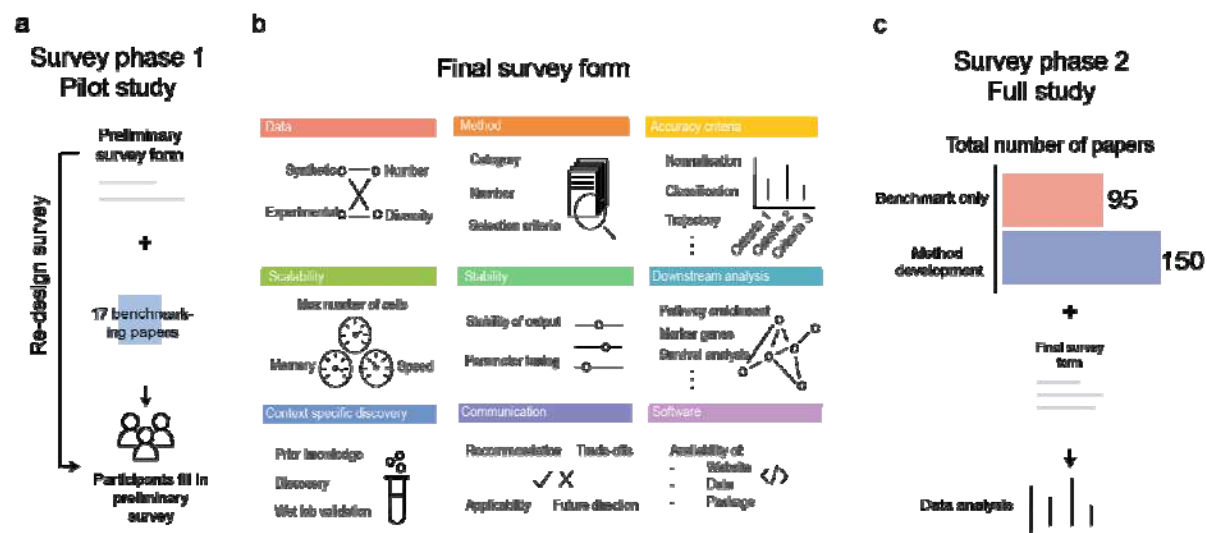 a
Survey phase 1
Pilot study
Preliminary
survey form
+
17 benchmark-
ing papers
Participants fill in
preliminary
survey
Re-design survey
b
Final survey form
Data
Synthetic
Number
Experimental
Diversity
Method
Category
Number
Selection criteria
Accuracy criteria
Normalisation
Classification
Trajectory
Criteria 1
Criteria 2
Criteria 3
Scalability
Max number of cells
Memory
Speed
Stability
Stability of output
Parameter tuning
Downstream analysis
Pathway enrichment
Marker genes
Survival analysis
Context specific discovery
Prior knowledge
Discovery
Wet lab validation
Communication
Recommendation
Trade-offs
Applicability
Future direction
Software
Availability of:
- Website
- Data
- Package
</>
c
Survey phase 2
Full study
Total number of papers
Benchmark only
95
Method
development
150
+
Final survey
form
Data analysis